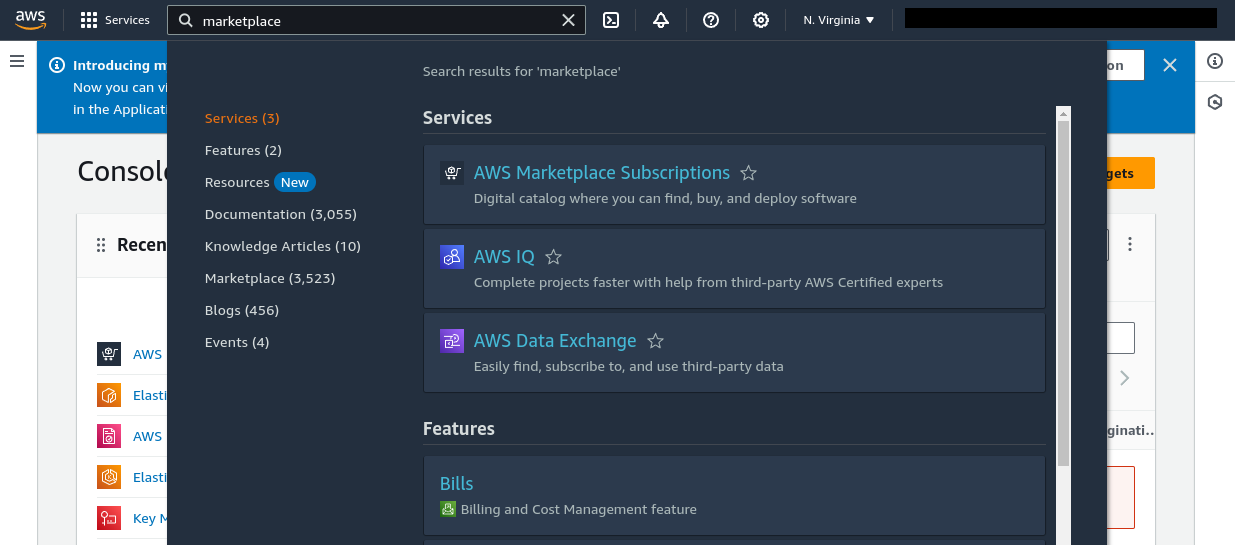 aws
Services
marketplace
N. Virginia
Introducing m
Now you can vi
in the Applicati
on
Search results for 'marketplace'
Services (3)
Features (2)
Resources New
Documentation (3,055)
Knowledge Articles (10)
Marketplace (3,523)
Blogs (456)
Events (4)
Services
AWS Marketplace Subscriptions
Digital catalog where you can find, buy, and deploy software
AWS IQ
Complete projects faster with help from third-party AWS Certified experts
AWS Data Exchange
Easily find, subscribe to, and use third-party data
Features
Bills
Billing and Cost Management feature
Consol
gets
Recen
AWS
Elasti
AWS
Elasti
Key M
ginati..